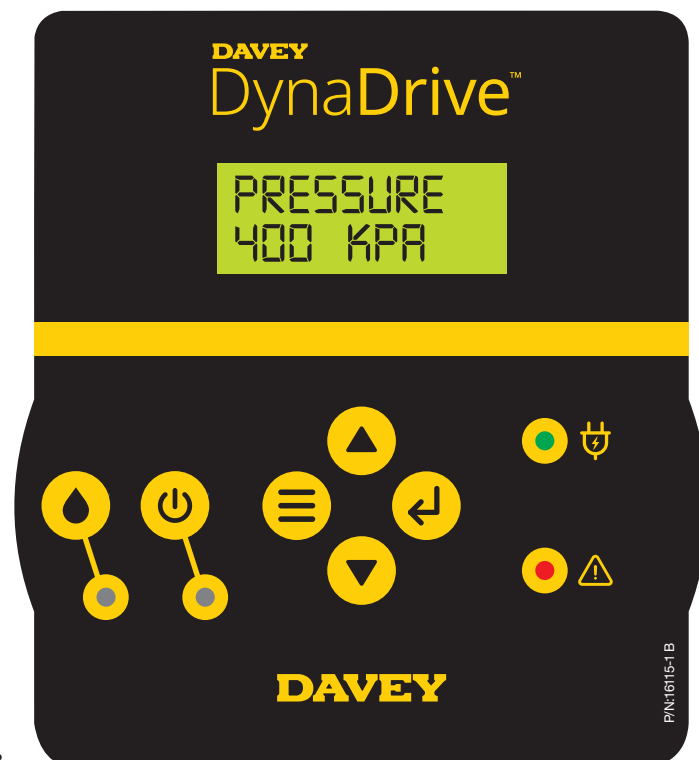 DAVEY
DynaDrive™
PRESSURE
400 KPA
DAVEY
P/N:16115-1 B